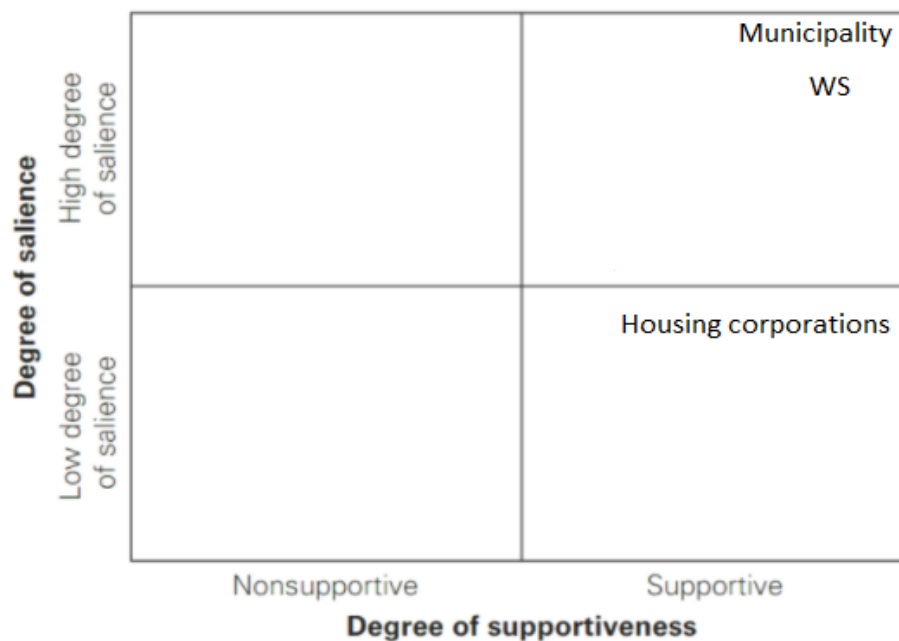 Municipality
WS
High degree
of salience
Degree of salience
Housing corporations
Low degree
of salience
Nonsupportive
Supportive
Degree of supportiveness